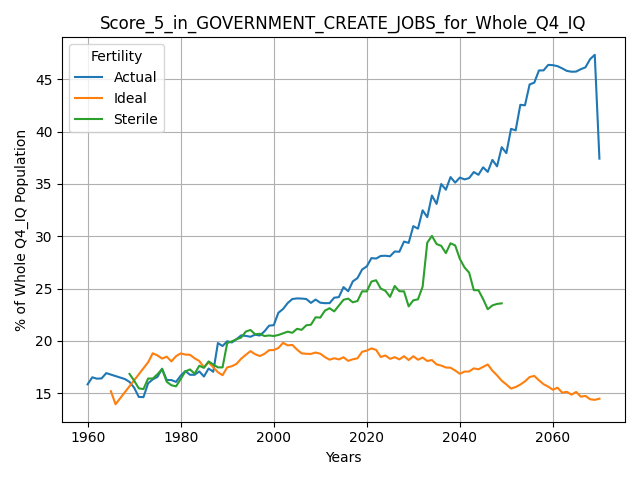 Score_5_in_GOVERNMENT_CREATE_JOBS_for_Whole_Q4_IQ
Fertility
Actual
Ideal
Sterile
% of Whole Q4_IQ Population
45
40
35
30
25
20
15
1960
1980
2000
2020
2040
2060
Years